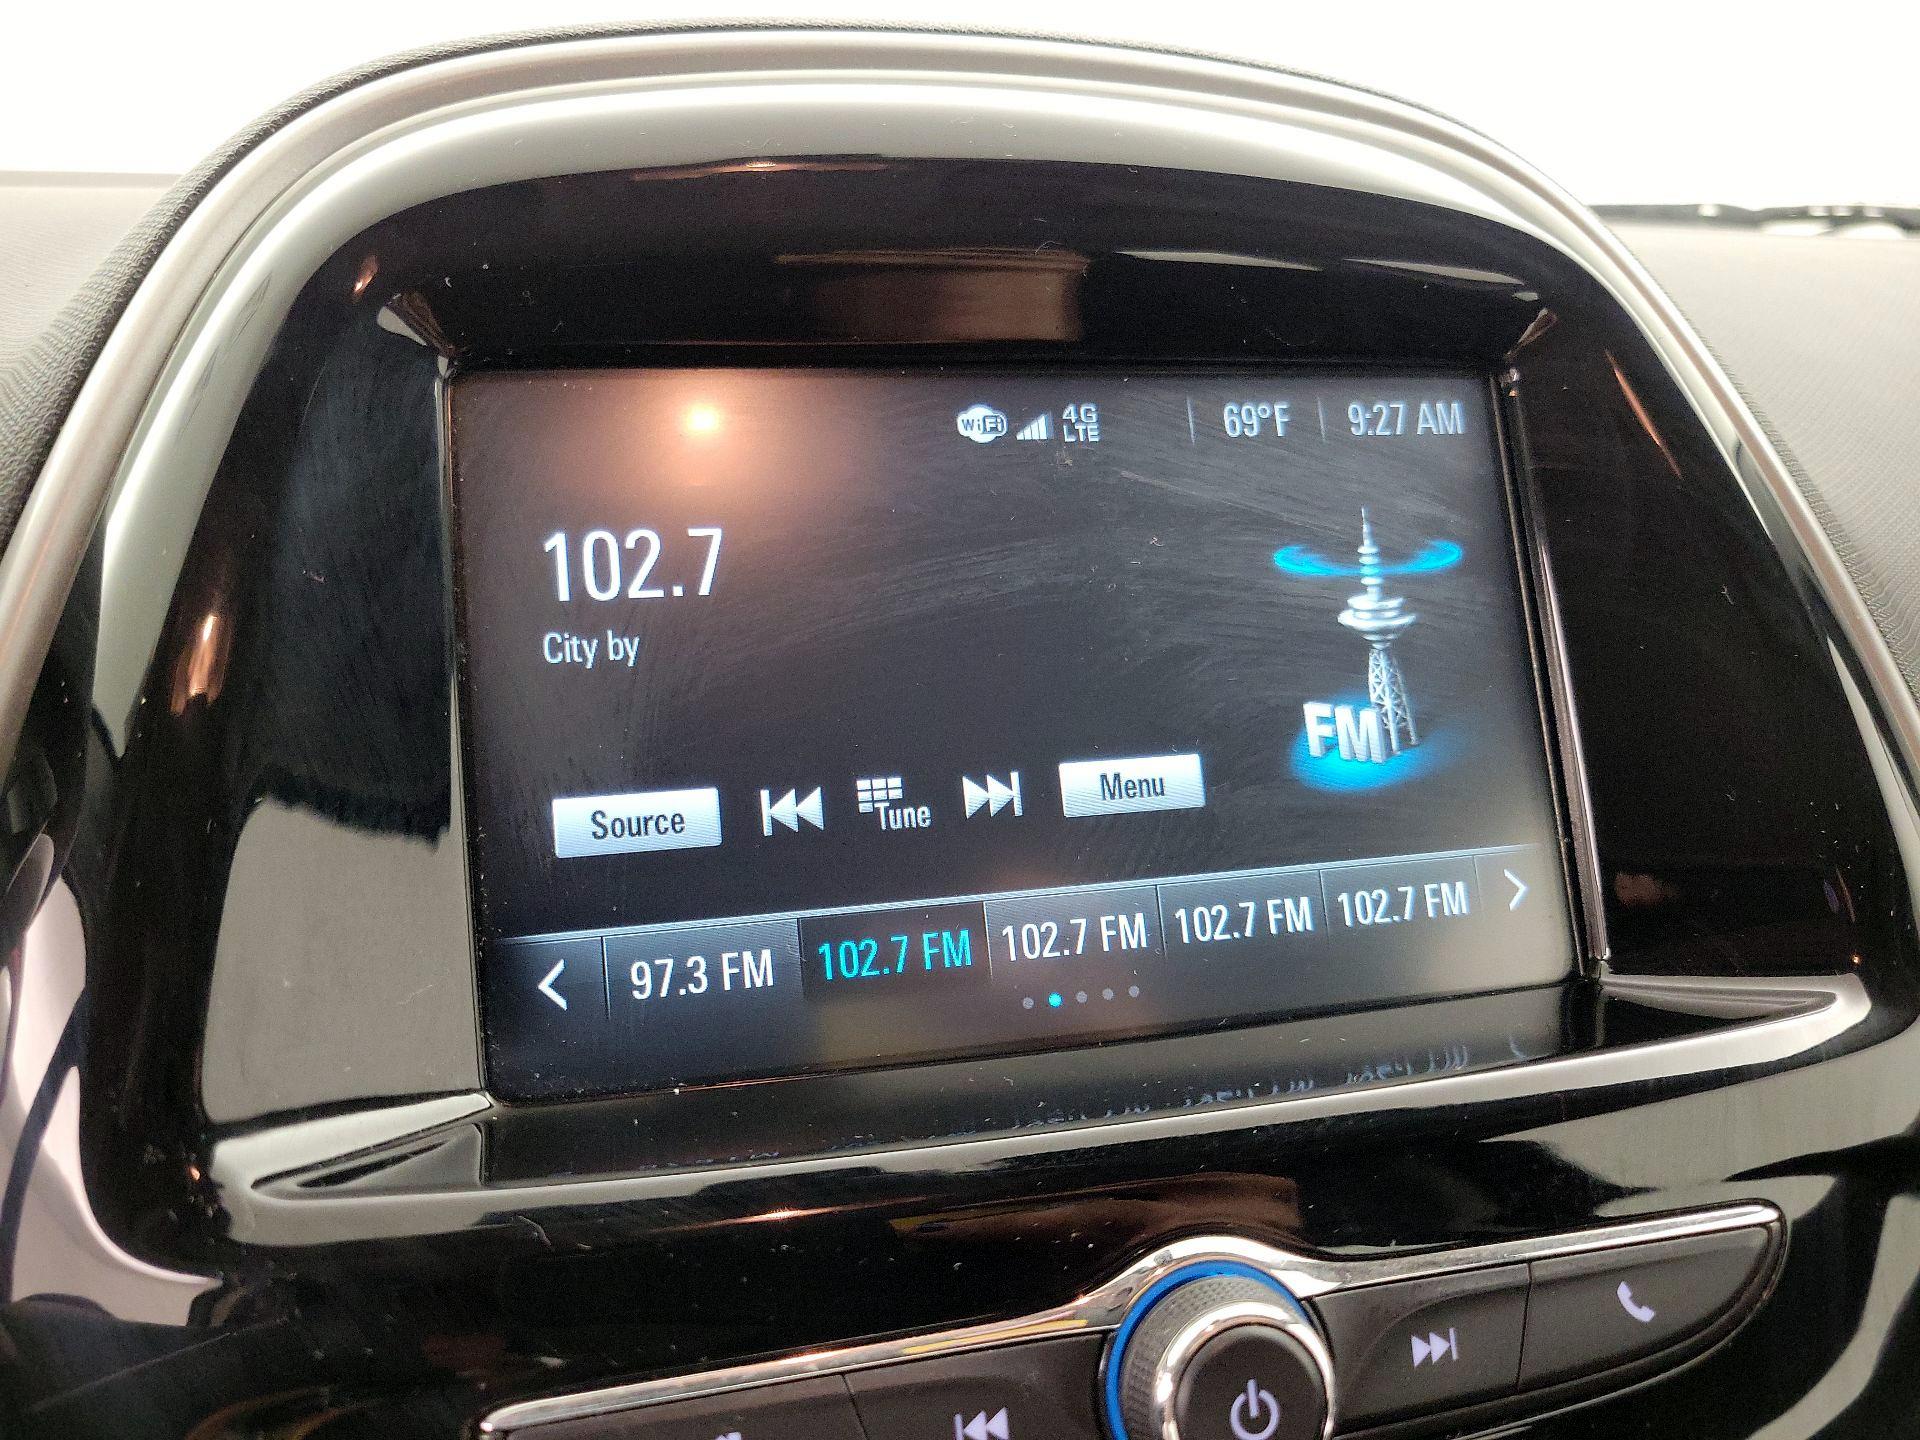 WiFi 4G LTE 69°F 9:27 AM
102.7
City by
FM
Source Tune Menu
97.3 FM 102.7 FM 102.7 FM 102.7 FM 102.7 FM